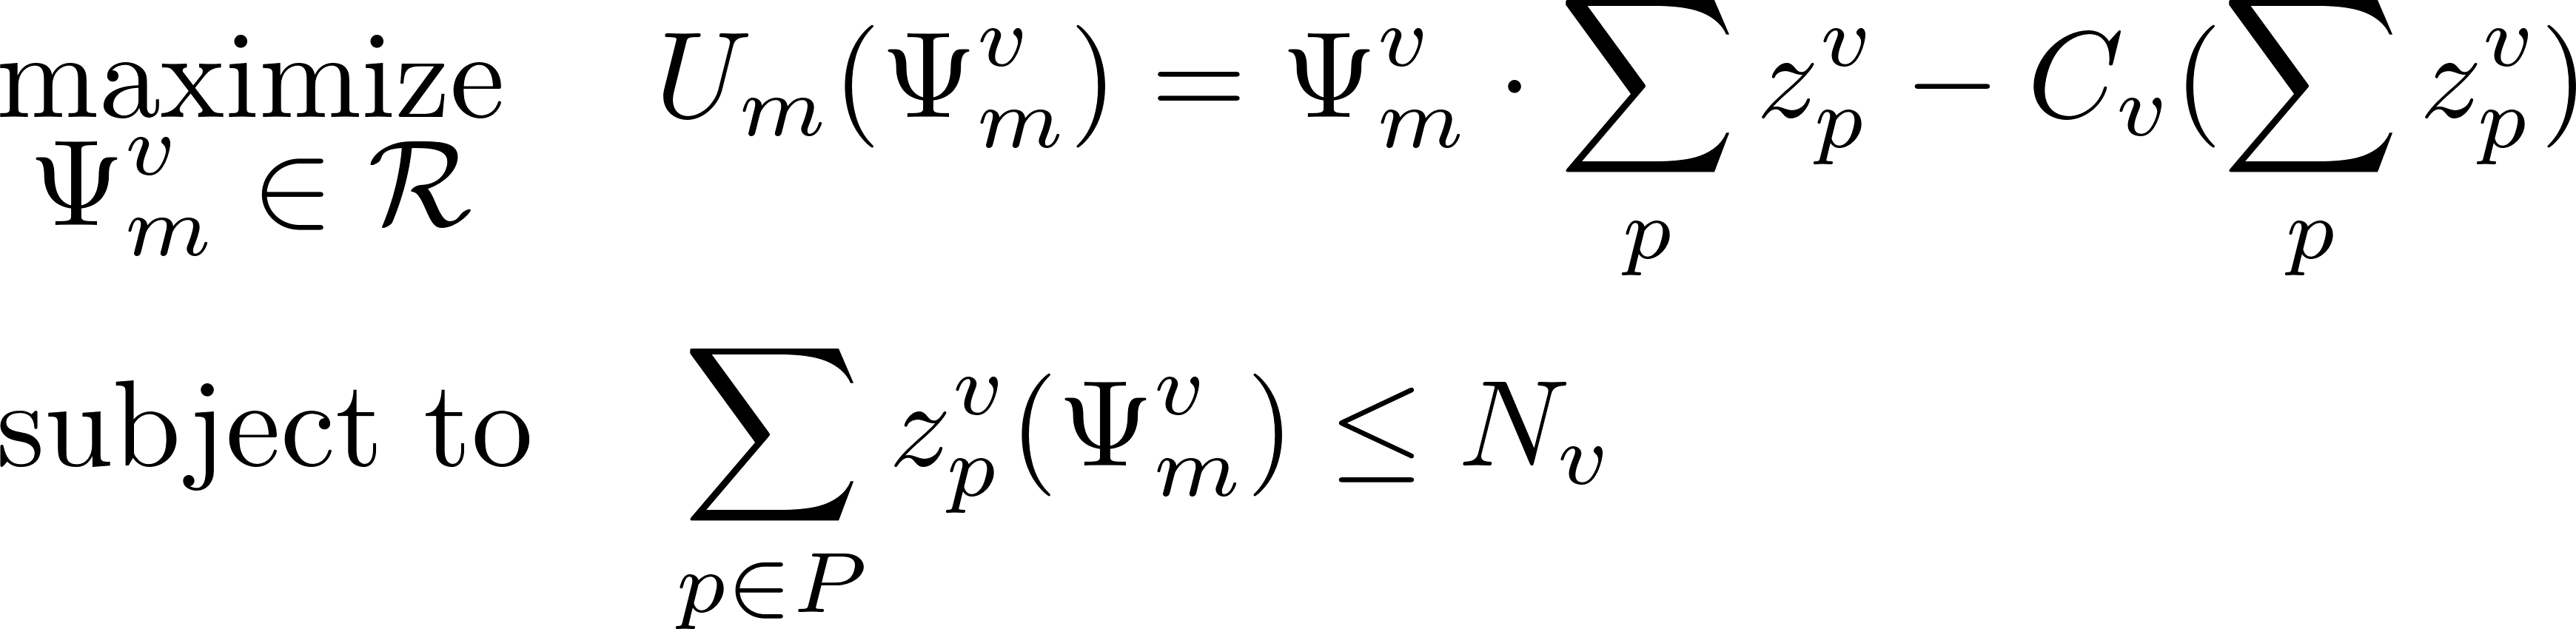 maximize U_m(Ψ_m^v) = Ψ_m^v · ∑_p z_p^v − C_v(∑_p z_p^v)
Ψ_m^v ∈ ℛ
subject to ∑_{p∈P} z_p^v(Ψ_m^v) ≤ N_v